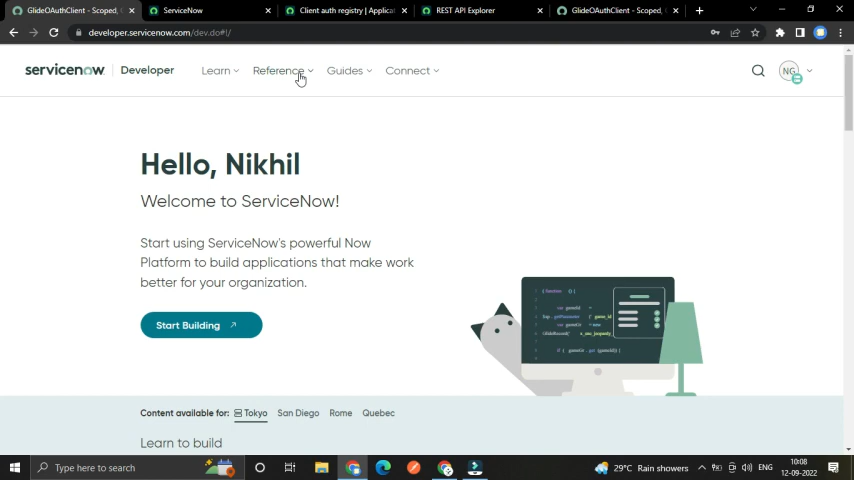 GlideOAuthClient - Scoped,
ServiceNow
Client auth registry | Applicat
REST API Explorer
GlideOAuthClient - Scoped,
developer.servicenow.com/dev.do#!/
servicenow
Developer
Learn
Reference
Guides
Connect
NG
Hello, Nikhil
Welcome to ServiceNow!
Start using ServiceNow's powerful Now
Platform to build applications that make work
better for your organization.
Start Building
Content available for: Tokyo San Diego Rome Quebec
Learn to build
Type here to search
29°C Rain showers
ENG
10:08
12-09-2022